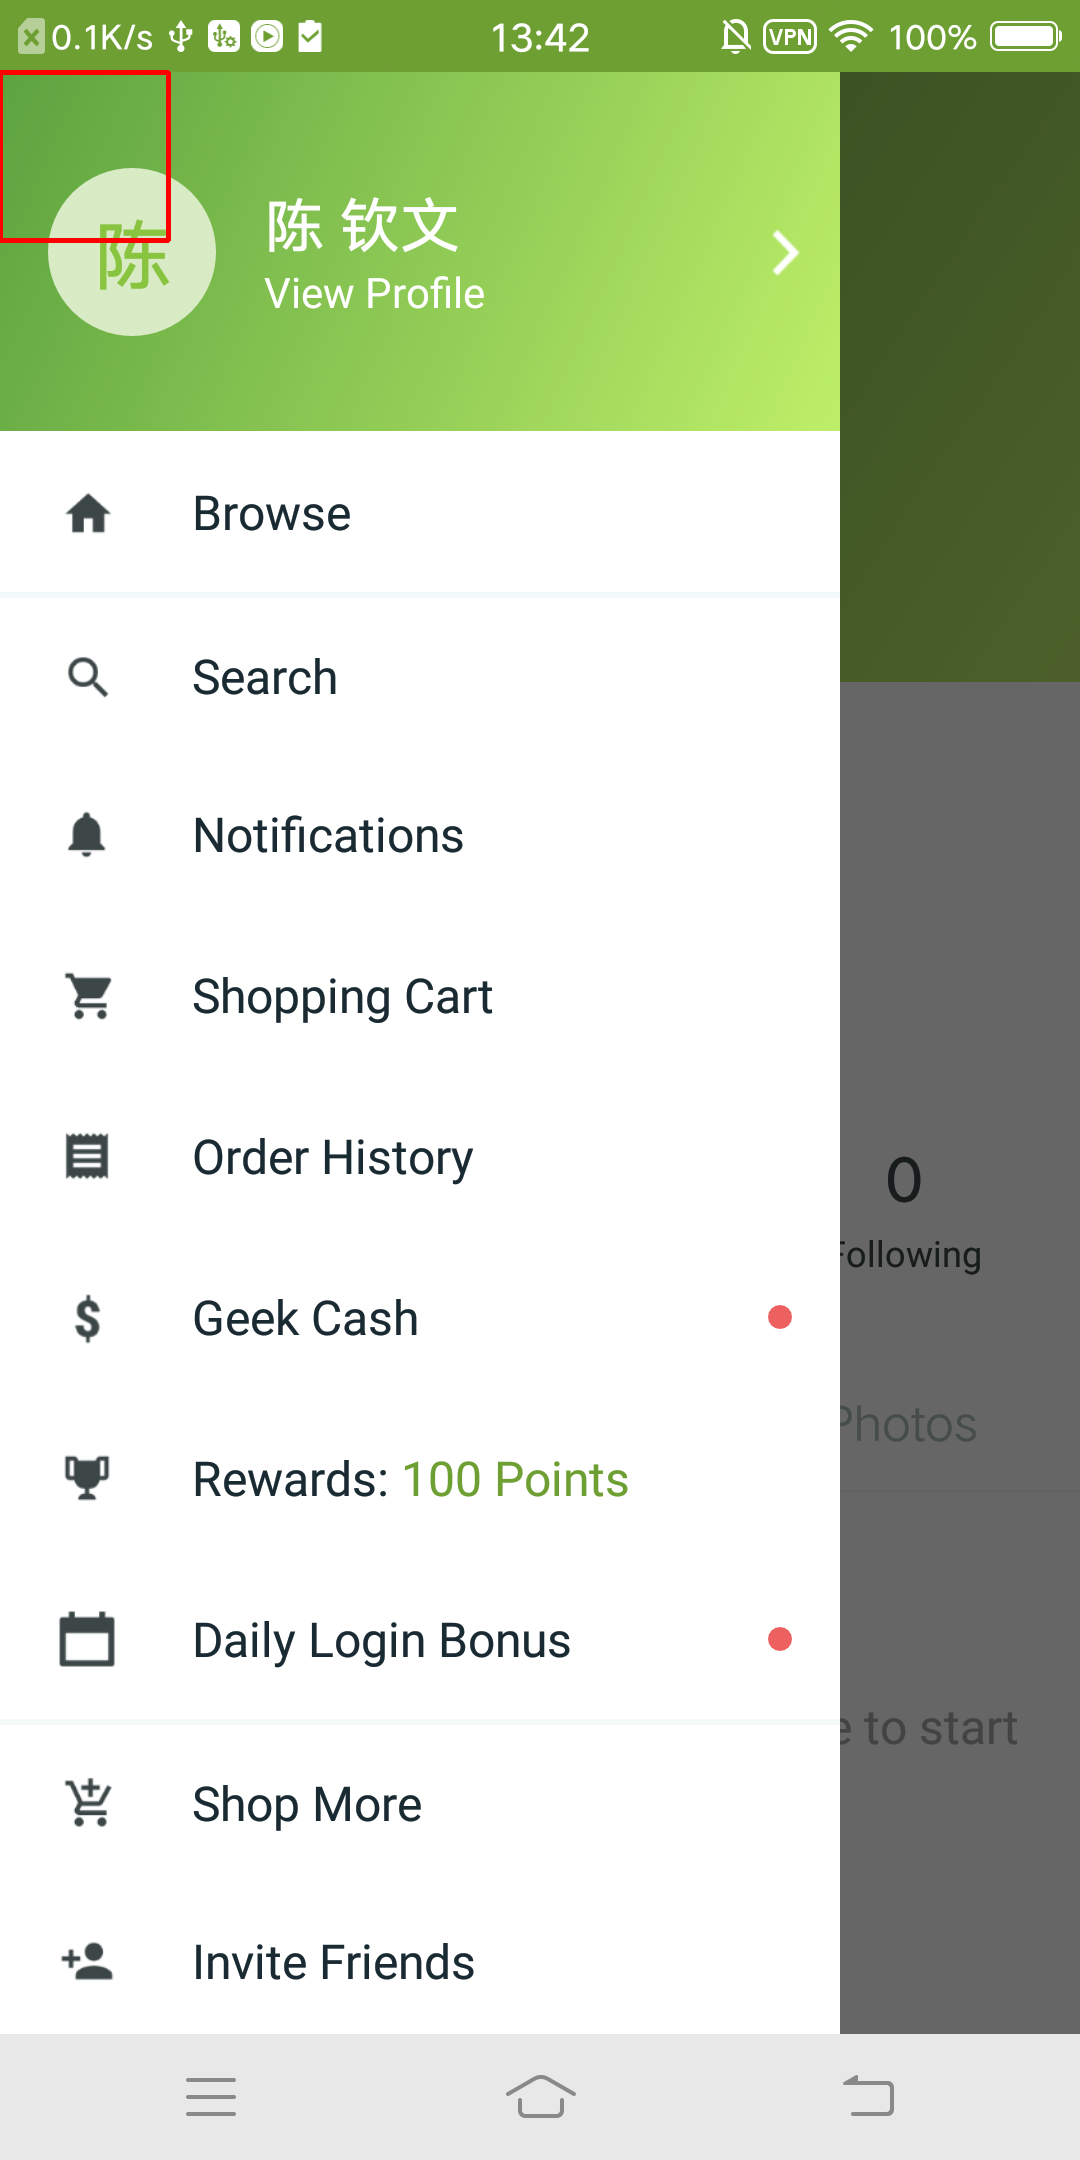 0.1K/s 13:42 VPN 100%
陈
陈 钦文
View Profile
Browse
Search
Notifications
Shopping Cart
Order History
0
Following
Geek Cash
Photos
Rewards: 100 Points
Daily Login Bonus
e to start
Shop More
Invite Friends